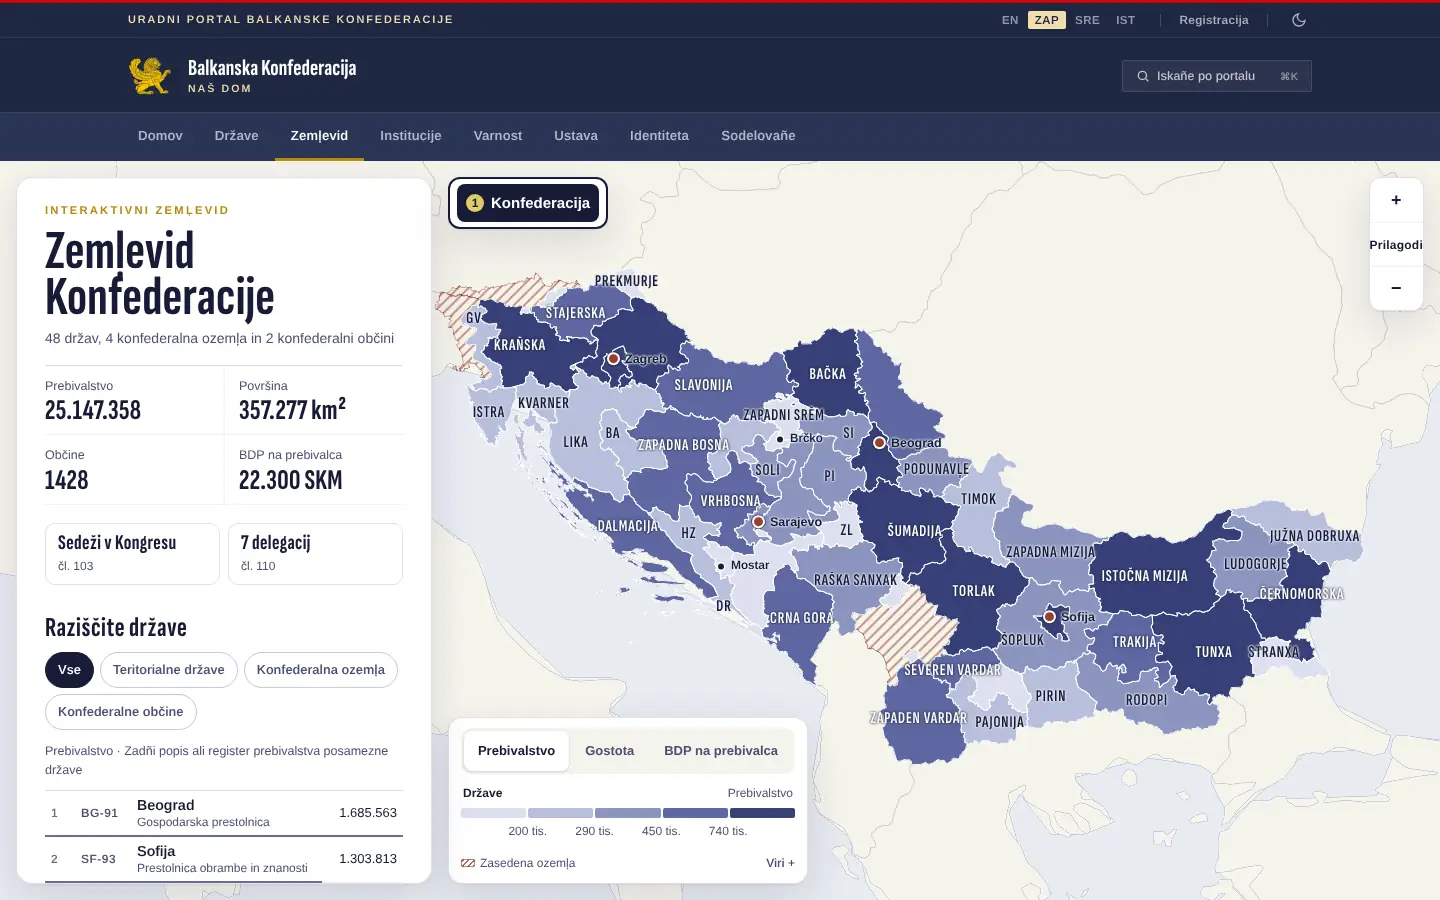 URADNI PORTAL BALKANSKE KONFEDERACIJE
EN ZAP SRE IST
Registracija
Balkanska Konfederacija
NAŠ DOM
Iskańe po portalu ⌘K
Domov Države Zemļevid Institucije Varnost Ustava Identiteta Sodelovańe
INTERAKTIVNI ZEMĻEVID
Zemļevid
Konfederacije
48 držav, 4 konfederalna ozemļa in 2 konfederalni občini
Prebivalstvo
25.147.358
Površina
357.277 km²
Občine
1428
BDP na prebivalca
22.300 SKM
Sedeži v Kongresu
čl. 103
7 delegacij
čl. 110
Raziščite države
Vse
Teritorialne države
Konfederalna ozemļa
Konfederalne občine
Prebivalstvo · Zadńi popis ali register prebivalstva posamezne
države
1 BG-91 Beograd 1.685.563
Gospodarska prestolnica
2 SF-93 Sofija 1.303.813
Prestolnica obrambe in znanosti
1 Konfederacija
+
Prilagodi
−
PREKMURJE
GV
ŠTAJERSKA
KRAŃSKA
Zagreb
BAČKA
SLAVONIJA
ISTRA
KVARNER
ZAPADNI SREM
LIKA
BA
ZAPADNA BOSNA
Brčko
SI
Beograd
SOLI
PI
PODUNAVLE
TIMOK
VRHBOSNA
DALMACIJA
HZ
Sarajevo
ZL
ŠUMADIJA
JUŽNA DOBRUXA
ZAPADNA MIZIJA
Mostar
RAŠKA SANXAK
ISTOČNA MIZIJA
LUDOGORJE
TORLAK
ČERNOMORSKA
DR
CRNA GORA
Sofija
ŠOPLUK
TRAKIJA
TUNXA
STRANXA
SEVEREN VARDAR
PIRIN
RODOPI
ZAPADEN VARDAR
PAJONIJA
Prebivalstvo Gostota BDP na prebivalca
Države Prebivalstvo
200 tis. 290 tis. 450 tis. 740 tis.
Zasedena ozemļa Viri +